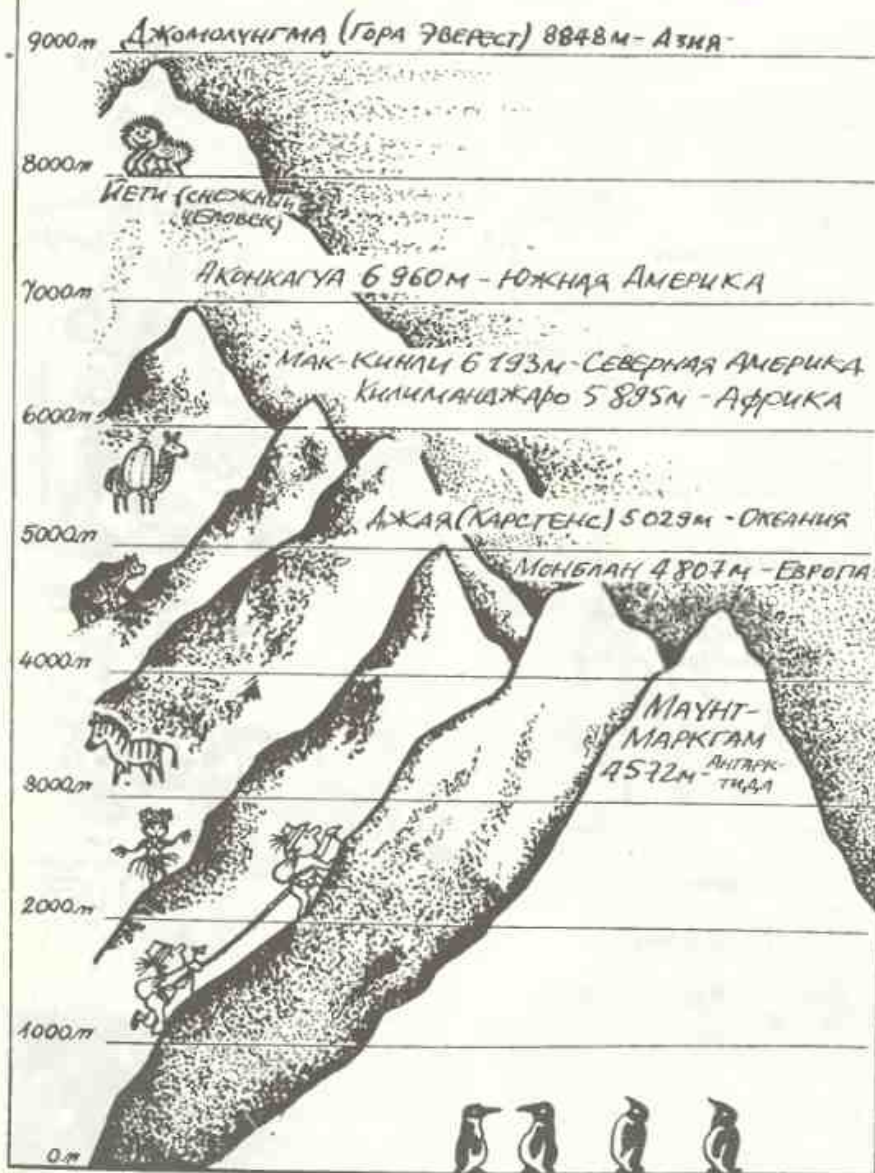 9000m
Джомолунгма (гора Эверест) 8848м - Азия-
8000m
Йети (снежный
человек)
7000m
Аконкагуа 6 960м - Южная Америка
Мак-Кинли 6 193м - Северная Америка
Килиманджаро 5 895м - Африка
6000m
5000m
Джая (Карстенс) 5 029м - Океания
Монблан 4 807м - Европа
4000m
Маунт-
Маркгам
4572м - Антарк-
тида
3000m
2000m
1000m
0m